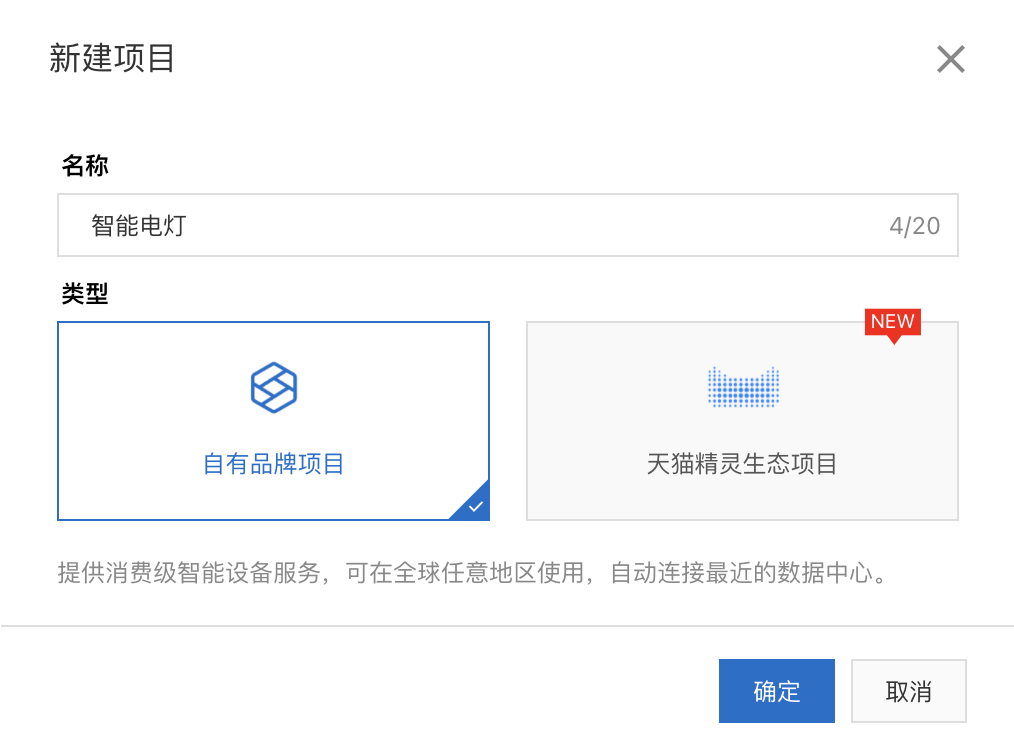 新建项目
名称
智能电灯 4/20
类型
NEW
自有品牌项目
天猫精灵生态项目
提供消费级智能设备服务，可在全球任意地区使用，自动连接最近的数据中心。
确定 取消